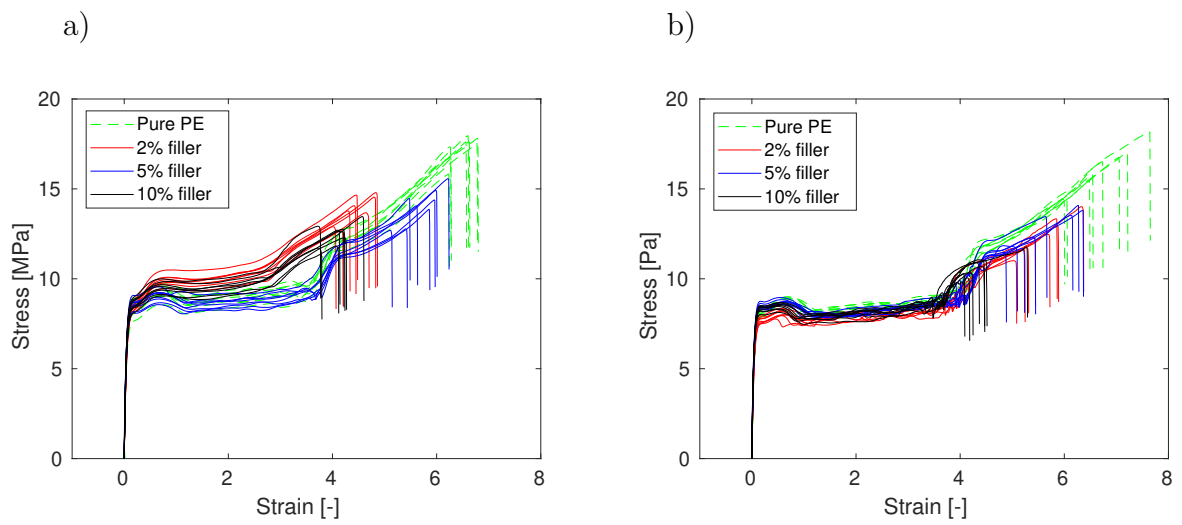 a)
20
15
10
5
0
Stress [MPa]
Pure PE
2% filler
5% filler
10% filler
0 2 4 6 8
Strain [-]
b)
20
15
10
5
0
Stress [Pa]
Pure PE
2% filler
5% filler
10% filler
0 2 4 6 8
Strain [-]